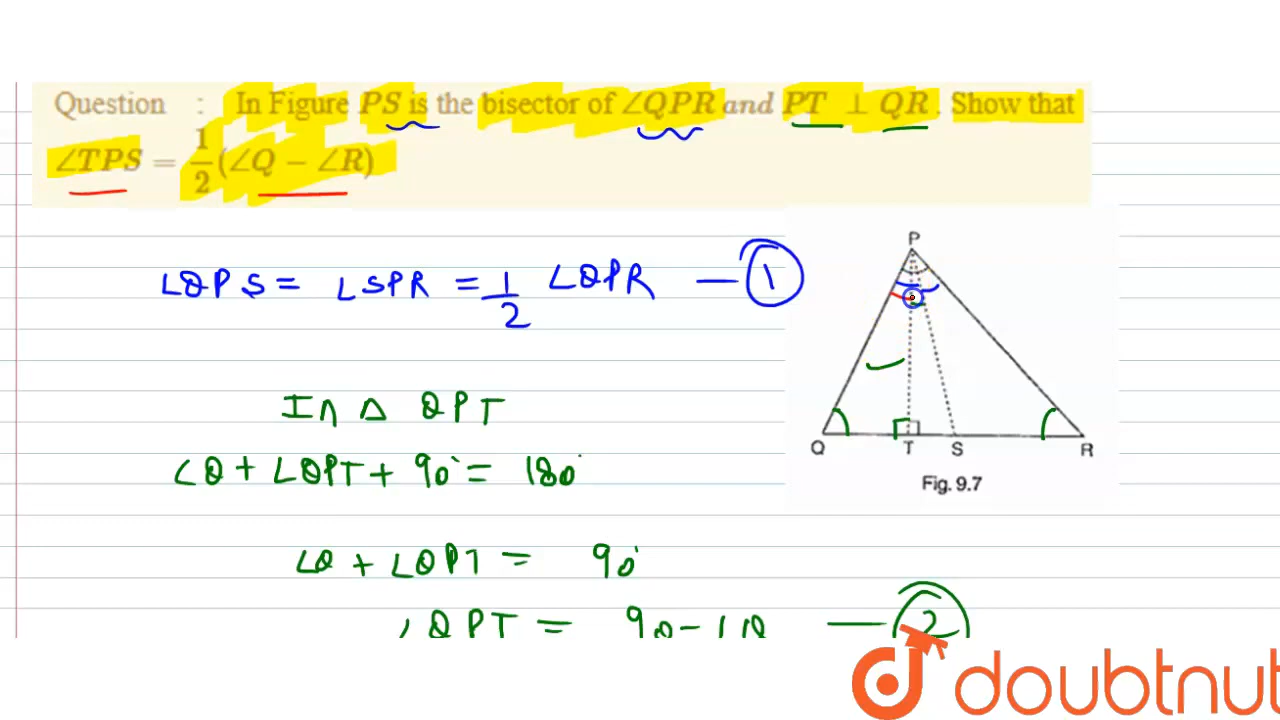 Question : In Figure PS is the bisector of ∠QPR and PT ⊥ QR. Show that
∠TPS = 1/2 (∠Q − ∠R)
∠QPS = ∠SPR = 1/2 ∠QPR — 1
In Δ QPT
∠Q + ∠QPT + 90° = 180°
∠Q + ∠QPT = 90°
∠QPT = 90 - ∠Q — 2
P
Q T S R
Fig. 9.7
doubtnut